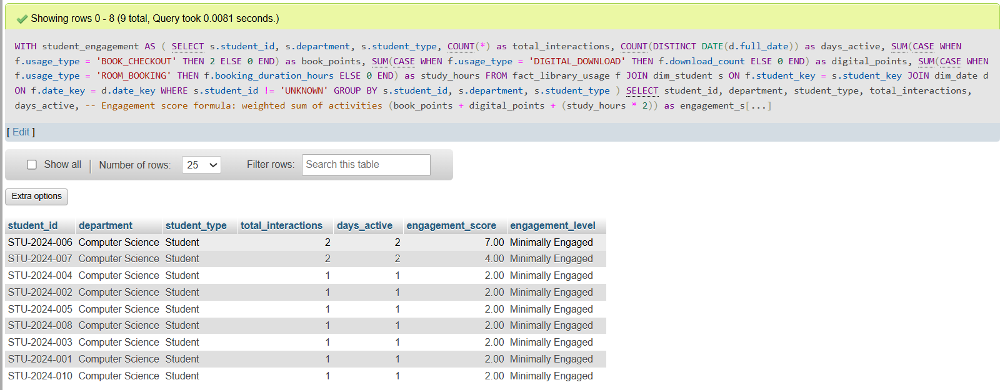 Showing rows 0 - 8 (9 total, Query took 0.0081 seconds.)
WITH student_engagement AS ( SELECT s.student_id, s.department, s.student_type, COUNT(*) as total_interactions, COUNT(DISTINCT DATE(d.full_date)) as days_active, SUM(CASE WHEN
f.usage_type = 'BOOK_CHECKOUT' THEN 2 ELSE 0 END) as book_points, SUM(CASE WHEN f.usage_type = 'DIGITAL_DOWNLOAD' THEN f.download_count ELSE 0 END) as digital_points, SUM(CASE WHEN
f.usage_type = 'ROOM_BOOKING' THEN f.booking_duration_hours ELSE 0 END) as study_hours FROM fact_library_usage f JOIN dim_student s ON f.student_key = s.student_key JOIN dim_date d
ON f.date_key = d.date_key WHERE s.student_id != 'UNKNOWN' GROUP BY s.student_id, s.department, s.student_type ) SELECT student_id, department, student_type, total_interactions,
days_active, -- Engagement score formula: weighted sum of activities (book_points + digital_points + (study_hours * 2)) as engagement_s[...]
[ Edit ]
Show all | Number of rows: 25 Filter rows: Search this table
Extra options
student_id department student_type total_interactions days_active engagement_score engagement_level
STU-2024-006 Computer Science Student 2 2 7.00 Minimally Engaged
STU-2024-007 Computer Science Student 2 2 4.00 Minimally Engaged
STU-2024-004 Computer Science Student 1 1 2.00 Minimally Engaged
STU-2024-002 Computer Science Student 1 1 2.00 Minimally Engaged
STU-2024-005 Computer Science Student 1 1 2.00 Minimally Engaged
STU-2024-008 Computer Science Student 1 1 2.00 Minimally Engaged
STU-2024-003 Computer Science Student 1 1 2.00 Minimally Engaged
STU-2024-001 Computer Science Student 1 1 2.00 Minimally Engaged
STU-2024-010 Computer Science Student 1 1 2.00 Minimally Engaged